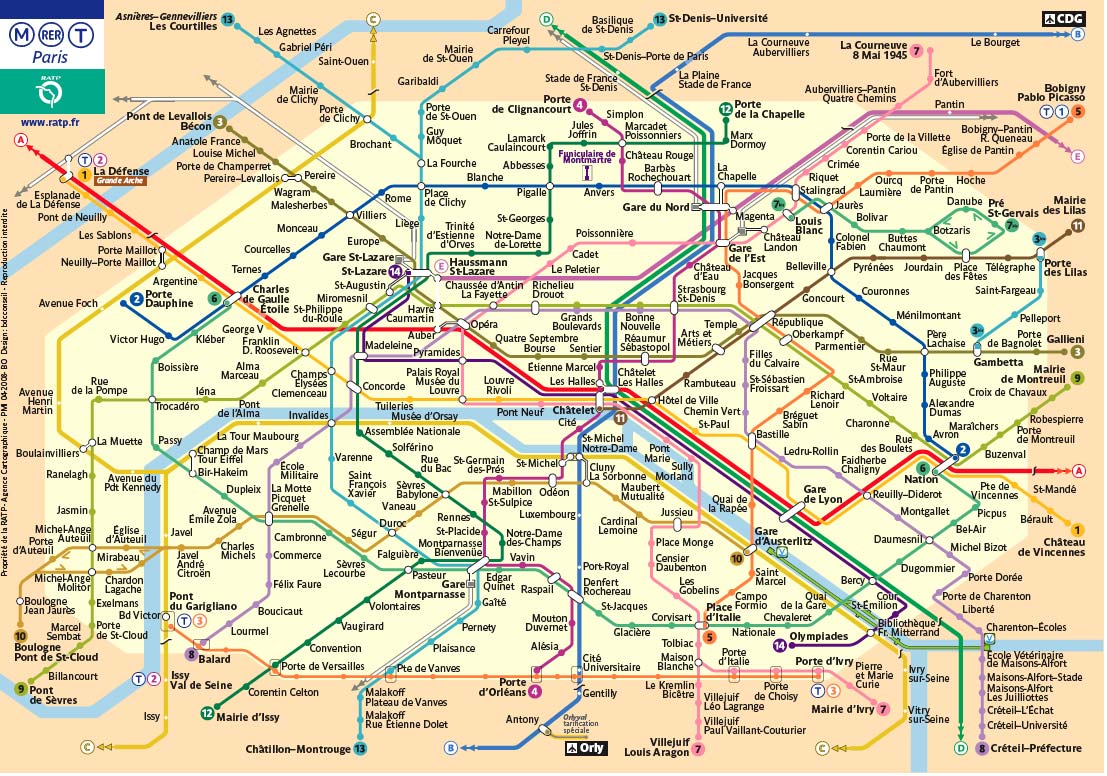 M RER T
Paris
RATP
www.ratp.fr
Propriété de la RATP - Agence Cartographique - PM 04-2008- BO Design: bdcconseil - Reproduction interdite
Asnières–Gennevilliers
Les Courtilles
13
Les Agnettes
Gabriel Péri
Mairie
de Clichy
C
Saint-Ouen
Porte
de Clichy
Brochant
Mairie
de St-Ouen
Carrefour
Pleyel
Garibaldi
Porte
de St-Ouen
Guy
Môquet
La Fourche
D
Basilique
de St-Denis
13
St-Denis–Université
St-Denis–Porte de Paris
Stade de France
St-Denis
La Plaine
Stade de France
La Courneuve
Aubervilliers
Le Bourget
CDG
B
La Courneuve
8 Mai 1945
7
Fort
d'Aubervilliers
Aubervilliers–Pantin
Quatre Chemins
Pantin
Bobigny
Pablo Picasso
T 1
5
Bobigny–Pantin
R. Queneau
Église de Pantin
E
Porte de la Villette
Corentin Cariou
Crimée
Riquet
Stalingrad
Ourcq
Laumière
Porte
de Pantin
Hoche
Pont de Levallois
Bécon
3
Anatole France
Louise Michel
Porte de Champerret
Pereire–Levallois
Pereire
Wagram
Malesherbes
Villiers
Monceau
Courcelles
Ternes
A
T 2
1
La Défense
Grande Arche
Esplanade
de La Défense
Pont de Neuilly
Les Sablons
Porte Maillot
Neuilly–Porte Maillot
Argentine
Avenue Foch
2
Porte
Dauphine
6
Charles
de Gaulle
Étoile
Victor Hugo
Kléber
Boissière
Porte
de Clignancourt
4
Simplon
Jules
Joffrin
Marcadet
Poissonniers
Lamarck
Caulaincourt
Funiculaire de
Montmartre
Château Rouge
Abbesses
Barbès
Rochechouart
12
Porte
de la Chapelle
Marx
Dormoy
La
Chapelle
Blanche
Pigalle
Anvers
Rome
Place
de Clichy
Liège
Europe
Gare St-Lazare
St-Lazare
14
St-Augustin
Miromesnil
St-Philippe
du-Roule
Trinité
d'Estienne
d'Orves
St-Georges
Notre-Dame
de-Lorette
E
Haussmann
St-Lazare
Chaussée d'Antin
La Fayette
Havre
Caumartin
Auber
Opéra
Gare du Nord
Magenta
7bis
Louis
Blanc
Château
Landon
Gare
de l'Est
Poissonnière
Cadet
Le Peletier
Château
d'Eau
Jacques
Bonsergent
Richelieu
Drouot
Grands
Boulevards
Bonne
Nouvelle
Strasbourg
St-Denis
Quatre Septembre
Bourse
Sentier
Réaumur
Sébastopol
Arts et
Métiers
Temple
République
Jaurès
Bolivar
Colonel
Fabien
Belleville
Buttes
Chaumont
Danube
Botzaris
Place
des Fêtes
Pré
St-Gervais
7bis
Mairie
des Lilas
11
3bis
Porte
des Lilas
Pyrénées
Jourdain
Télégraphe
Saint-Fargeau
Pelleport
Goncourt
Couronnes
Ménilmontant
3bis
Gambetta
Porte
de Bagnolet
Gallieni
3
Père
Lachaise
Oberkampf
Parmentier
Rue
St-Maur
St-Ambroise
Philippe
Auguste
Alexandre
Dumas
Voltaire
Charonne
Mairie
de Montreuil
9
Croix de Chavaux
Robespierre
Porte
de Montreuil
Maraîchers
Avron
Buzenval
2
Rue
des Boulets
6
Nation
A
St-Mandé
Pte de
Vincennes
Bérault
1
Château
de Vincennes
George V
Franklin
D. Roosevelt
Alma
Marceau
Champs
Elysées
Clemenceau
Madeleine
Pyramides
Concorde
Palais Royal
Musée du
Louvre
Tuileries
Louvre
Rivoli
Étienne Marcel
Les Halles
Châtelet
Les Halles
Châtelet
11
Rambuteau
Hôtel de Ville
Filles
du Calvaire
St-Sébastien
Froissart
Chemin Vert
Richard
Lenoir
Bréguet
Sabin
St-Paul
Bastille
Ledru-Rollin
Faidherbe
Chaligny
Reuilly–Diderot
Gare
de Lyon
Rue
de la Pompe
Iéna
Trocadéro
Avenue
Henri
Martin
Pont
de l'Alma
Invalides
La Muette
Passy
Boulainvilliers
Avenue du
Pdt Kennedy
Ranelagh
Jasmin
La Tour Maubourg
Champ de Mars
Tour Eiffel
Bir-Hakeim
École
Militaire
Dupleix
La Motte
Picquet
Grenelle
Avenue
Émile Zola
Musée d'Orsay
Assemblée Nationale
Solférino
Rue
du Bac
Varenne
Saint
François
Xavier
Sèvres
Babylone
Vaneau
Duroc
Ségur
Pont Neuf
Cité
St-Michel
Notre-Dame
St-Michel
St-Germain
des-Prés
Mabillon
St-Sulpice
Odéon
Cluny
La Sorbonne
Maubert
Mutualité
Luxembourg
Cardinal
Lemoine
Pont
Marie
Sully
Morland
Jussieu
Quai de
la Rapée
Gare
d'Austerlitz
10
Rennes
St-Placide
Montparnasse
Bienvenüe
Notre-Dame
des-Champs
Falguière
Vavin
Gare
Montparnasse
Edgar
Quinet
Raspail
Port-Royal
Denfert
Rochereau
Place Monge
Censier
Daubenton
Les
Gobelins
Saint
Marcel
Campo
Formio
Place
d'Italie
5
St-Jacques
Glacière
Corvisart
Nationale
Chevaleret
Quai
de la Gare
Tolbiac
Maison
Blanche
Le Kremlin
Bicêtre
Porte
d'Italie
Porte
de Choisy
Porte d'Ivry
T 3
Mairie d'Ivry
7
Pierre
et Marie
Curie
Villejuif
Léo Lagrange
Villejuif
Paul Vaillant-Couturier
Villejuif
Louis Aragon
7
Olympiades
14
Bibliothèque
Fr. Mitterrand
Cour
St-Émilion
Bercy
Dugommier
Daumesnil
Montgallet
Bel-Air
Picpus
Michel Bizot
Porte Dorée
Porte de Charenton
Liberté
Charenton–Écoles
École Vétérinaire
de Maisons-Alfort
Maisons-Alfort–Stade
Maisons-Alfort
Les Juilliottes
Créteil–L'Échat
Créteil–Université
D
8
Créteil–Préfecture
Ivry
sur-Seine
Vitry
sur-Seine
C
Porte
d'Auteuil
Michel-Ange
Auteuil
Église
d'Auteuil
Javel
Mirabeau
Javel
André
Citroën
Charles
Michels
Michel-Ange
Molitor
Chardon
Lagache
Boulogne
Jean Jaurès
10
Boulogne
Pont de St-Cloud
Exelmans
Porte
de St-Cloud
Marcel
Sembat
Billancourt
9
Pont
de Sèvres
Cambronne
Commerce
Félix Faure
Boucicaut
Lourmel
8
Balard
Pont
du Garigliano
Bd Victor
T 3
T 2
Issy
Val de Seine
Issy
C
Sèvres
Lecourbe
Pasteur
Volontaires
Vaugirard
Convention
Porte de Versailles
Corentin Celton
12
Mairie d'Issy
Gaîté
Pernety
Plaisance
Pte de Vanves
Malakoff
Plateau de Vanves
Malakoff
Rue Étienne Dolet
Châtillon–Montrouge
13
Mouton
Duvernet
Alésia
Porte
d'Orléans
4
Cité
Universitaire
Gentilly
B
Antony
Orlyval
tarification
spéciale
Orly